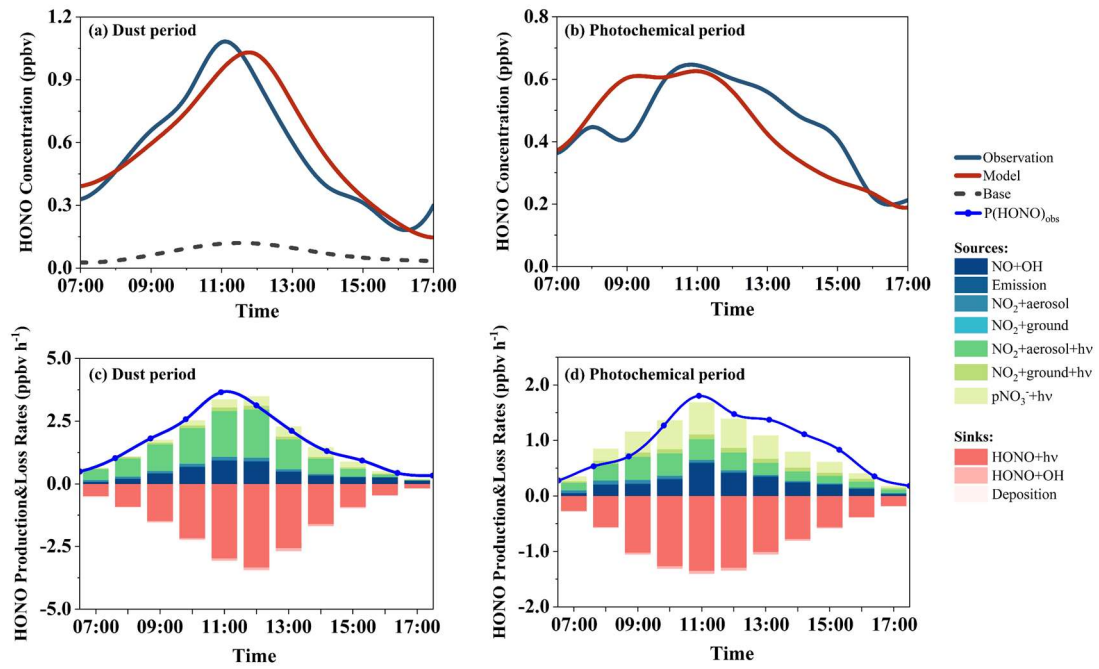 (a) Dust period
HONO Concentration (ppbv)
1.2
0.9
0.6
0.3
0.0
07:00 09:00 11:00 13:00 15:00 17:00
Time
(b) Photochemical period
HONO Concentration (ppbv)
0.8
0.6
0.4
0.2
0.0
07:00 09:00 11:00 13:00 15:00 17:00
Time
Observation
Model
Base
P(HONO)obs
Sources:
NO+OH
Emission
NO₂+aerosol
NO₂+ground
NO₂+aerosol+hν
NO₂+ground+hν
pNO₃⁻+hν
Sinks:
HONO+hν
HONO+OH
Deposition
(c) Dust period
HONO Production&Loss Rates (ppbv h⁻¹)
5.0
2.5
0.0
-2.5
-5.0
07:00 09:00 11:00 13:00 15:00 17:00
Time
(d) Photochemical period
HONO Production&Loss Rates (ppbv h⁻¹)
2.0
1.0
0.0
-1.0
-2.0
07:00 09:00 11:00 13:00 15:00 17:00
Time